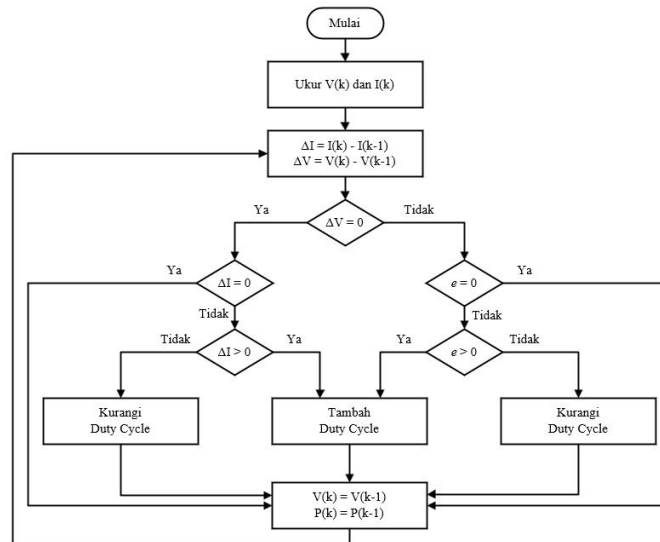 Mulai
Ukur V(k) dan I(k)
ΔI = I(k) - I(k-1)
ΔV = V(k) - V(k-1)
Ya
ΔV = 0
Tidak
Ya
ΔI = 0
e = 0
Ya
Tidak
Tidak
Tidak
ΔI > 0
Ya
Ya
e > 0
Tidak
Kurangi
Duty Cycle
Tambah
Duty Cycle
Kurangi
Duty Cycle
V(k) = V(k-1)
P(k) = P(k-1)